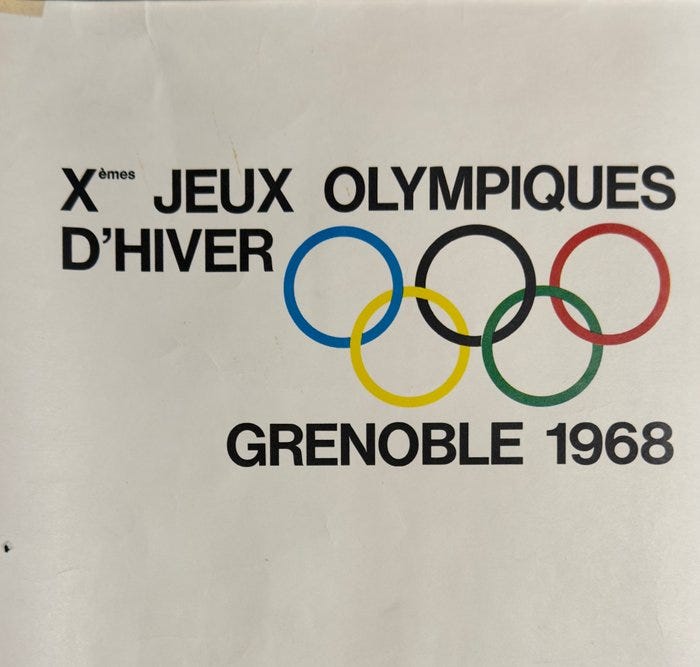 Xèmes JEUX OLYMPIQUES
D'HIVER
GRENOBLE 1968